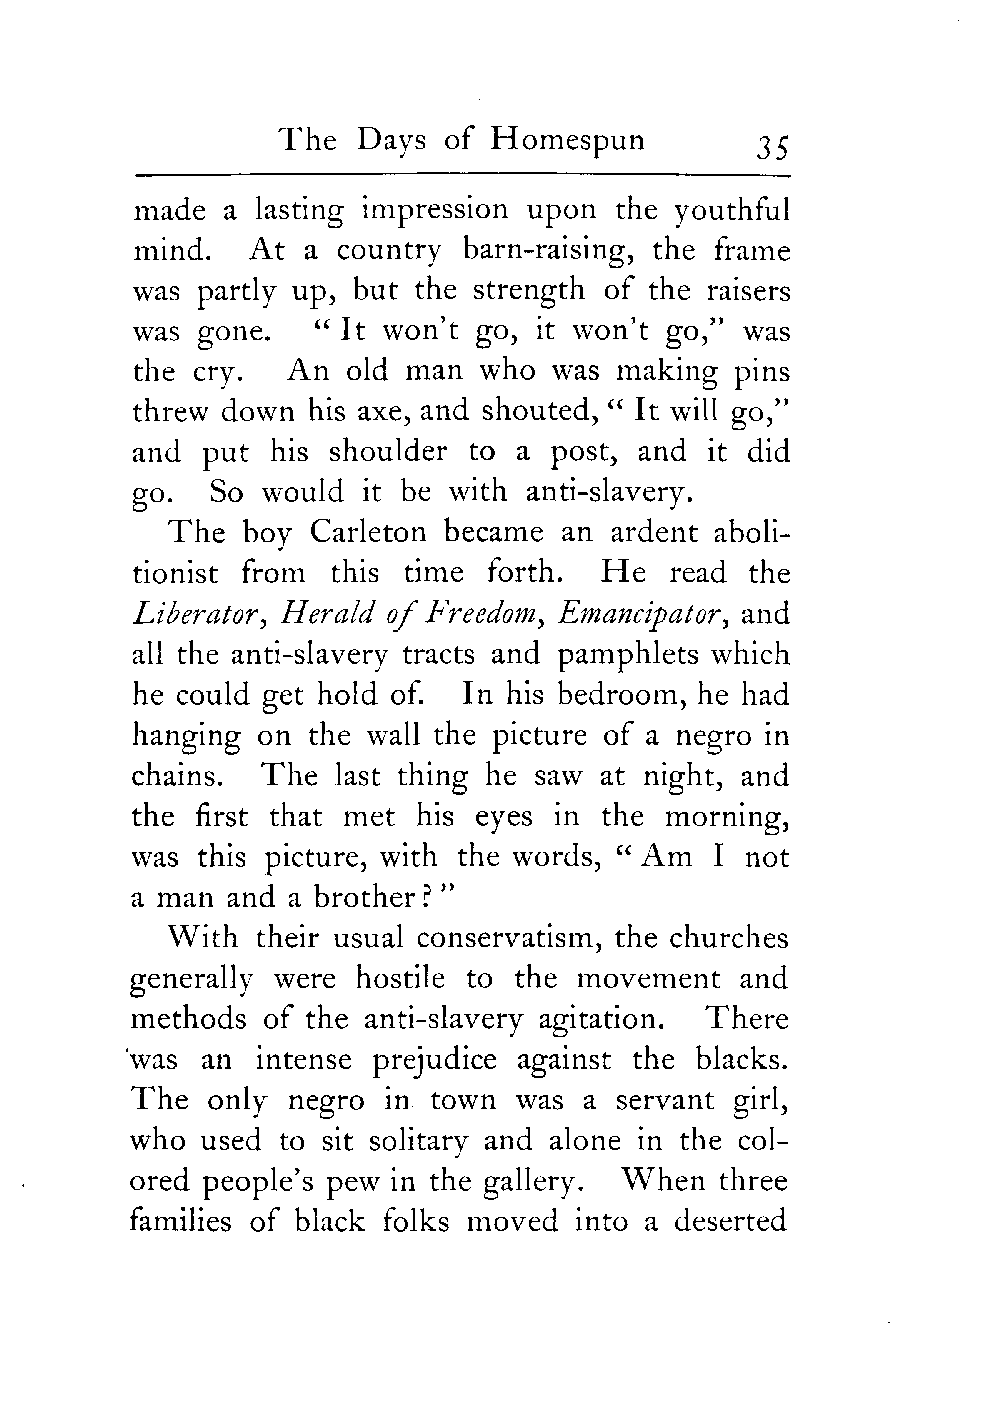 The Days of Homespun 35
made a lasting impression upon the youthful
mind. At a country barn-raising, the frame
was partly up, but the strength of the raisers
was gone. “ It won’t go, it won’t go,” was
the cry. An old man who was making pins
threw down his axe, and shouted, “ It will go,”
and put his shoulder to a post, and it did
go. So would it be with anti-slavery.
The boy Carleton became an ardent aboli-
tionist from this time forth. He read the
Liberator, Herald of Freedom, Emancipator, and
all the anti-slavery tracts and pamphlets which
he could get hold of. In his bedroom, he had
hanging on the wall the picture of a negro in
chains. The last thing he saw at night, and
the first that met his eyes in the morning,
was this picture, with the words, “ Am I not
a man and a brother ? ”
With their usual conservatism, the churches
generally were hostile to the movement and
methods of the anti-slavery agitation. There
was an intense prejudice against the blacks.
The only negro in town was a servant girl,
who used to sit solitary and alone in the col-
ored people’s pew in the gallery. When three
families of black folks moved into a deserted